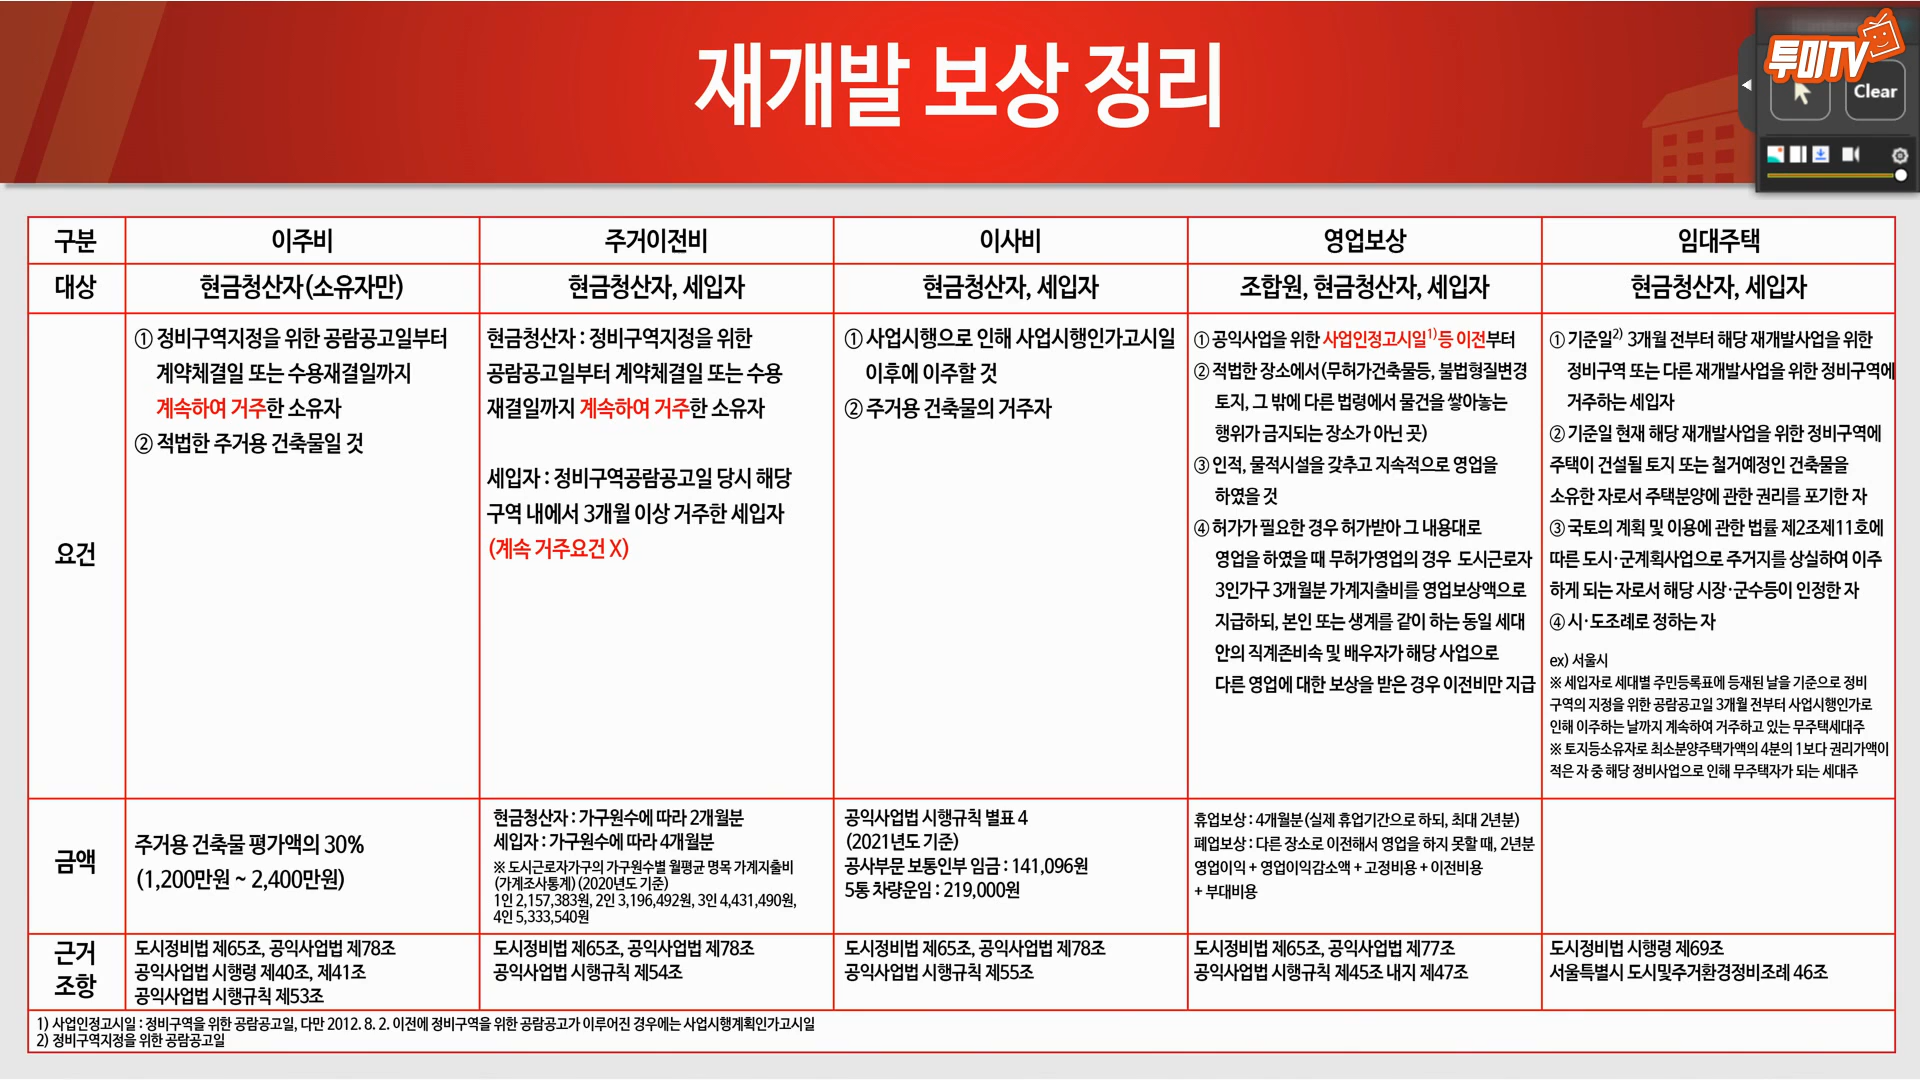 재개발 보상 정리
투미TV
Clear
구분
이주비
주거이전비
이사비
영업보상
임대주택
대상
현금청산자(소유자만)
현금청산자, 세입자
현금청산자, 세입자
조합원, 현금청산자, 세입자
현금청산자, 세입자
요건
① 정비구역지정을 위한 공람공고일부터
계약체결일 또는 수용재결일까지
계속하여 거주한 소유자
② 적법한 주거용 건축물일 것
현금청산자 : 정비구역지정을 위한
공람공고일부터 계약체결일 또는 수용
재결일까지 계속하여 거주한 소유자
세입자 : 정비구역공람공고일 당시 해당
구역 내에서 3개월 이상 거주한 세입자
(계속 거주요건 X)
① 사업시행으로 인해 사업시행인가고시일
이후에 이주할 것
② 주거용 건축물의 거주자
① 공익사업을 위한 사업인정고시일1)등 이전부터
② 적법한 장소에서(무허가건축물등, 불법형질변경
토지, 그 밖에 다른 법령에서 물건을 쌓아놓는
행위가 금지되는 장소가 아닌 곳)
③ 인적, 물적시설을 갖추고 지속적으로 영업을
하였을 것
④ 허가가 필요한 경우 허가받아 그 내용대로
영업을 하였을 때 무허가영업의 경우 도시근로자
3인가구 3개월분 가계지출비를 영업보상액으로
지급하되, 본인 또는 생계를 같이 하는 동일 세대
안의 직계존비속 및 배우자가 해당 사업으로
다른 영업에 대한 보상을 받은 경우 이전비만 지급
① 기준일2) 3개월 전부터 해당 재개발사업을 위한
정비구역 또는 다른 재개발사업을 위한 정비구역에
거주하는 세입자
② 기준일 현재 해당 재개발사업을 위한 정비구역에
주택이 건설될 토지 또는 철거예정인 건축물을
소유한 자로서 주택분양에 관한 권리를 포기한 자
③ 국토의 계획 및 이용에 관한 법률 제2조제11호에
따른 도시·군계획사업으로 주거지를 상실하여 이주
하게 되는 자로서 해당 시장·군수등이 인정한 자
④ 시·도조례로 정하는 자
ex) 서울시
※ 세입자로 세대별 주민등록표에 등재된 날을 기준으로 정비
구역의 지정을 위한 공람공고일 3개월 전부터 사업시행인가로
인해 이주하는 날까지 계속하여 거주하고 있는 무주택세대주
※ 토지등소유자로 최소분양주택가액의 4분의 1보다 권리가액이
적은 자 중 해당 정비사업으로 인해 무주택자가 되는 세대주
금액
주거용 건축물 평가액의 30%
(1,200만원 ~ 2,400만원)
현금청산자 : 가구원수에 따라 2개월분
세입자 : 가구원수에 따라 4개월분
※ 도시근로자가구의 가구원수별 월평균 명목 가계지출비
(가계조사통계) (2020년도 기준)
1인 2,157,383원, 2인 3,196,492원, 3인 4,431,490원,
4인 5,333,540원
공익사업법 시행규칙 별표 4
(2021년도 기준)
공사부문 보통인부 임금 : 141,096원
5통 차량운임 : 219,000원
휴업보상 : 4개월분(실제 휴업기간으로 하되, 최대 2년분)
폐업보상 : 다른 장소로 이전해서 영업을 하지 못할 때, 2년분
영업이익 + 영업이익감소액 + 고정비용 + 이전비용
+ 부대비용
근거
조항
도시정비법 제65조, 공익사업법 제78조
공익사업법 시행령 제40조, 제41조
공익사업법 시행규칙 제53조
도시정비법 제65조, 공익사업법 제78조
공익사업법 시행규칙 제54조
도시정비법 제65조, 공익사업법 제78조
공익사업법 시행규칙 제55조
도시정비법 제65조, 공익사업법 제77조
공익사업법 시행규칙 제45조 내지 제47조
도시정비법 시행령 제69조
서울특별시 도시및주거환경정비조례 46조
1) 사업인정고시일 : 정비구역을 위한 공람공고일, 다만 2012. 8. 2. 이전에 정비구역을 위한 공람공고가 이루어진 경우에는 사업시행계획인가고시일
2) 정비구역지정을 위한 공람공고일